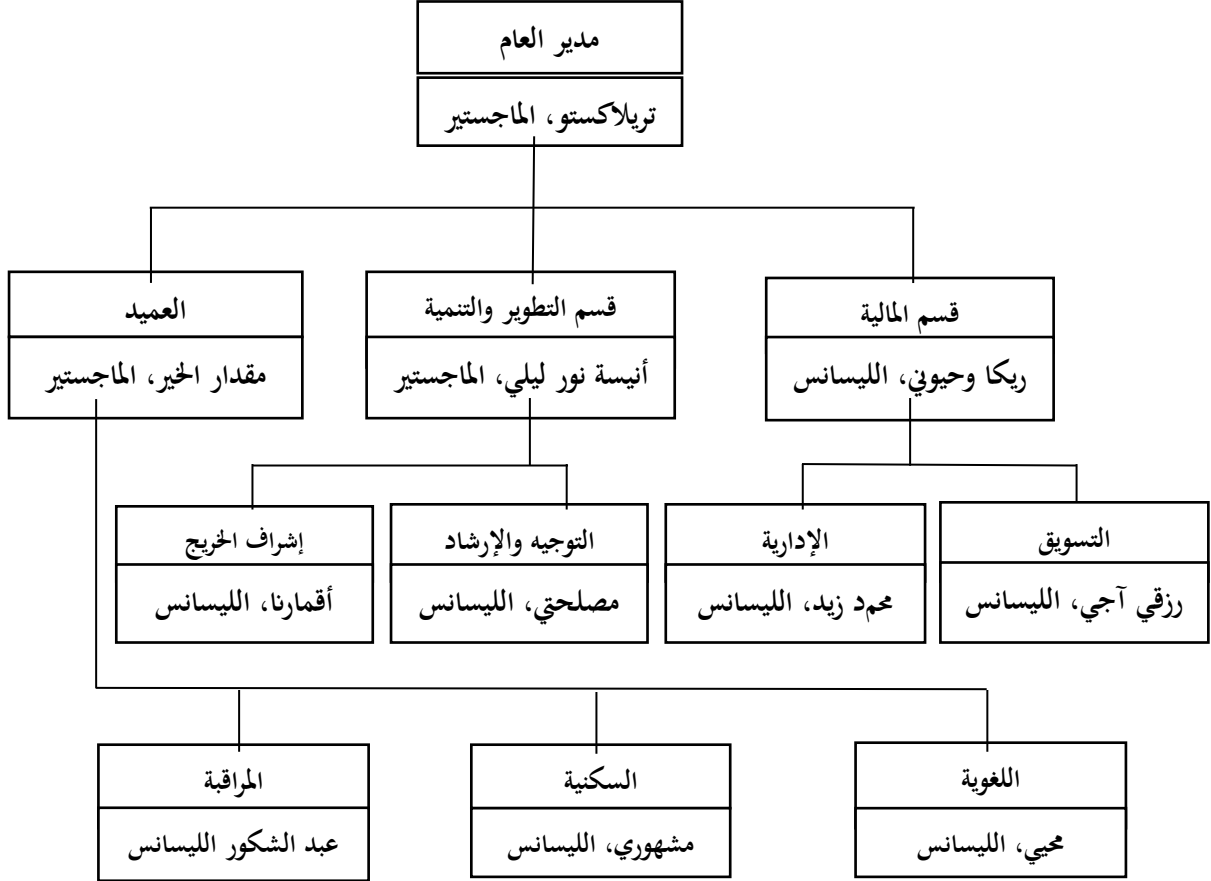 مدير العام
تريلاكستو، الماجستير
قسم المالية
ريكا وحيوني، الليسانس
قسم التطوير والتنمية
أنيسة نور ليلي، الماجستير
العميد
مقدار الخير، الماجستير
التسويق
رزقي آجي، الليسانس
الإدارية
محمد زيد، الليسانس
التوجيه والإرشاد
مصلحتي، الليسانس
إشراف الخريج
أقمارنا، الليسانس
اللغوية
محيي، الليسانس
السكنية
مشهوري، الليسانس
المراقبة
عبد الشكور الليسانس